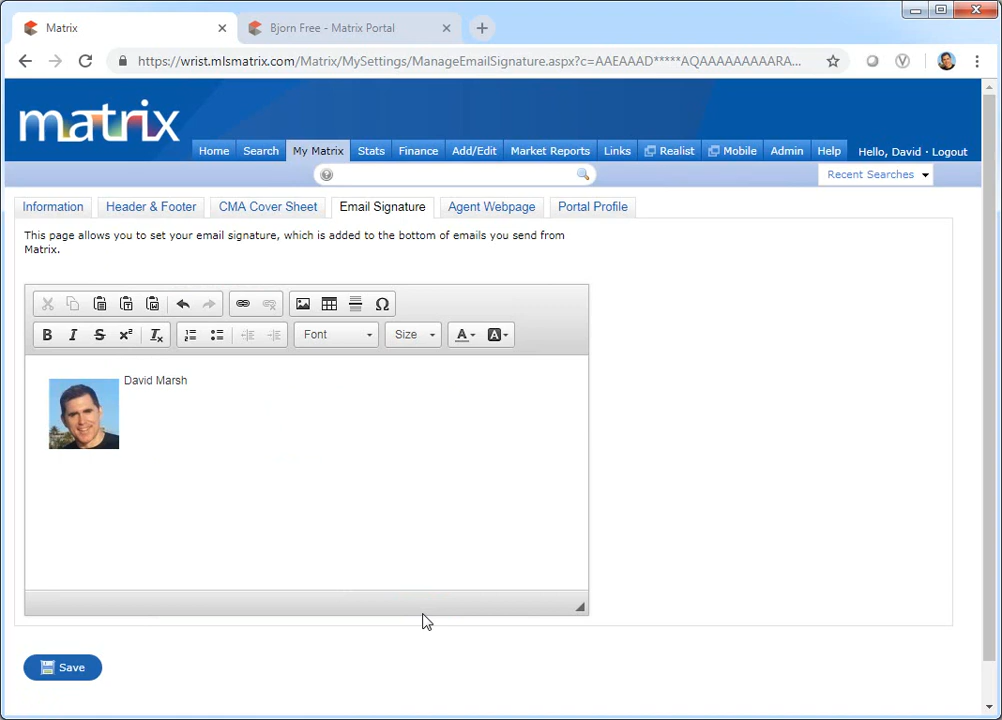 Matrix
Bjorn Free - Matrix Portal
https://wrist.mlsmatrix.com/Matrix/MySettings/ManageEmailSignature.aspx?c=AAEAAAD*****AQAAAAAAAAARA...
matrix
Home Search My Matrix Stats Finance Add/Edit Market Reports Links Realist Mobile Admin Help Hello, David · Logout
Recent Searches
Information Header & Footer CMA Cover Sheet Email Signature Agent Webpage Portal Profile
This page allows you to set your email signature, which is added to the bottom of emails you send from
Matrix.
Font Size
David Marsh
Save